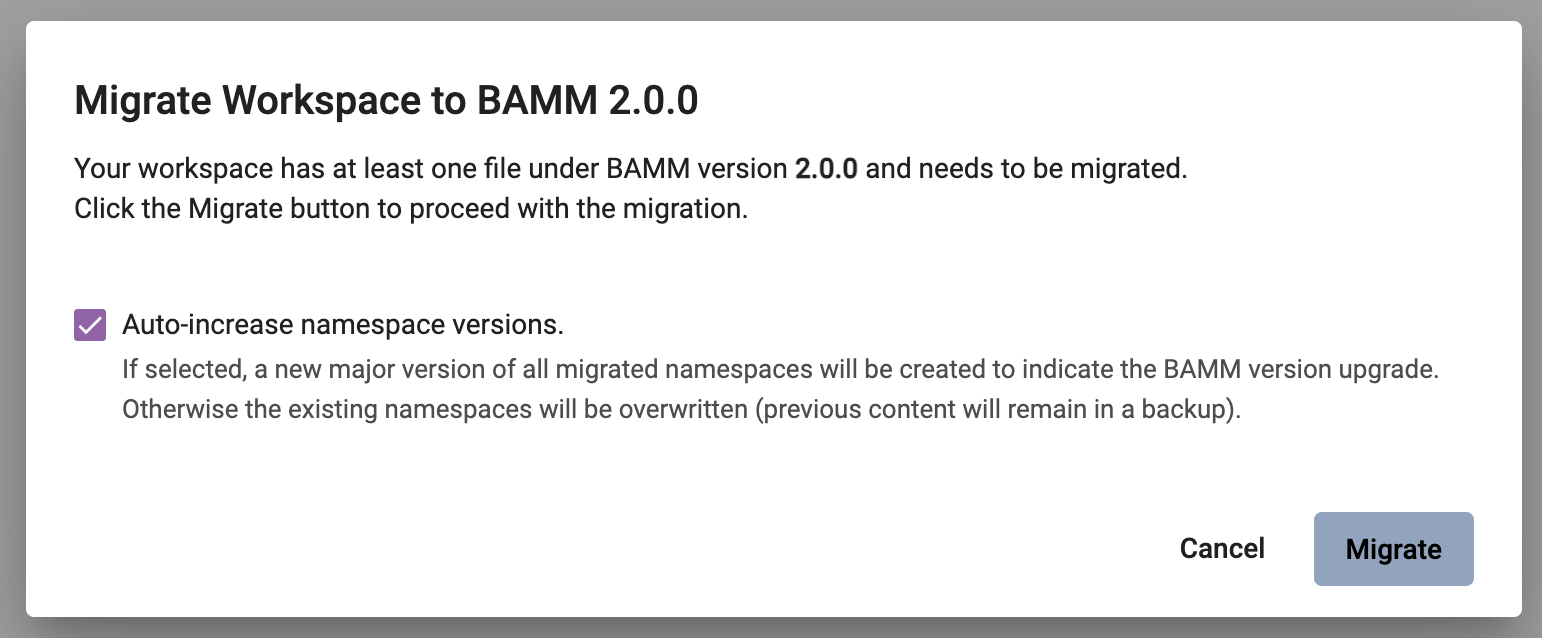 Migrate Workspace to BAMM 2.0.0
Your workspace has at least one file under BAMM version 2.0.0 and needs to be migrated.
Click the Migrate button to proceed with the migration.
Auto-increase namespace versions.
If selected, a new major version of all migrated namespaces will be created to indicate the BAMM version upgrade.
Otherwise the existing namespaces will be overwritten (previous content will remain in a backup).
Cancel
Migrate